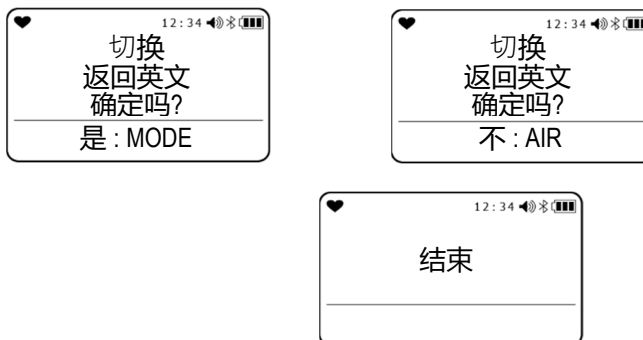 12:34
切换
返回英文
确定吗?
是 : MODE
12:34
切换
返回英文
确定吗?
不 : AIR
12:34
结束